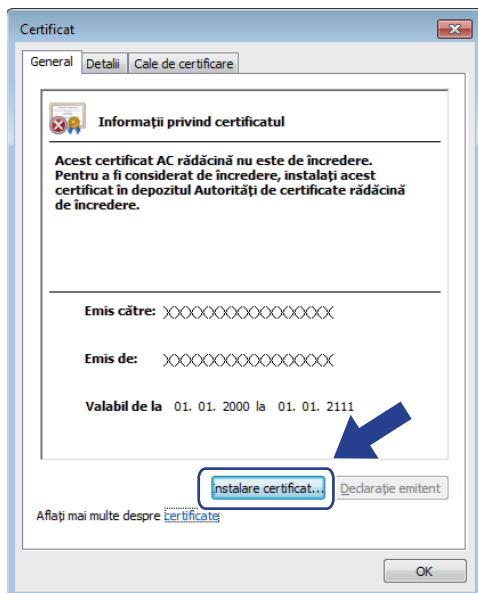 Certificat
General Detalii Cale de certificare
Informații privind certificatul
Acest certificat AC rădăcină nu este de încredere.
Pentru a fi considerat de încredere, instalați acest
certificat în depozitul Autorități de certificate rădăcină
de încredere.
Emis către: XXXXXXXXXXXXXXXX
Emis de: XXXXXXXXXXXXXXXX
Valabil de la 01. 01. 2000 la 01. 01. 2111
Instalare certificat... Declarație emitent
Aflați mai multe despre certificate
OK